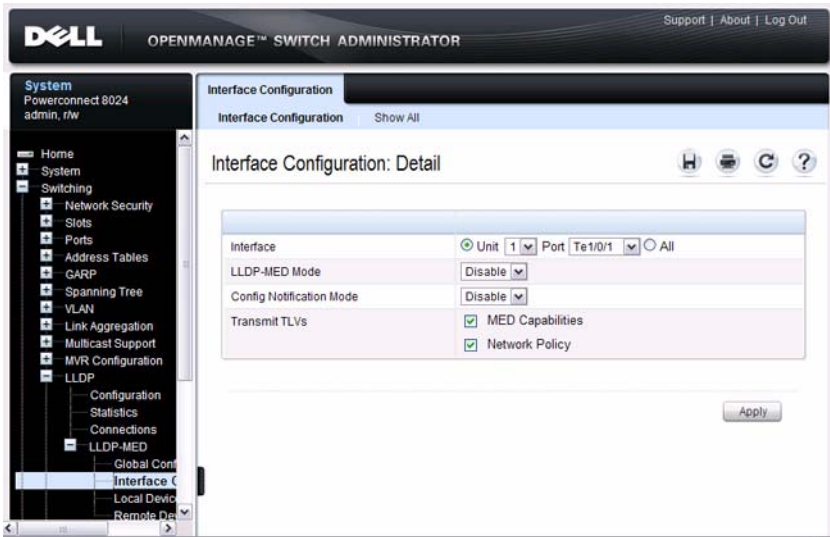 Support | About | Log Out
DELL
OPENMANAGE™ SWITCH ADMINISTRATOR
System
Powerconnect 8024
admin, r/w
Home
System
Switching
Network Security
Slots
Ports
Address Tables
GARP
Spanning Tree
VLAN
Link Aggregation
Multicast Support
MVR Configuration
LLDP
Configuration
Statistics
Connections
LLDP-MED
Global Conf
Interface C
Local Device
Remote De
Interface Configuration
Interface Configuration Show All
Interface Configuration: Detail
Interface Unit 1 Port Te1/0/1 All
LLDP-MED Mode Disable
Config Notification Mode Disable
Transmit TLVs MED Capabilities
Network Policy
Apply